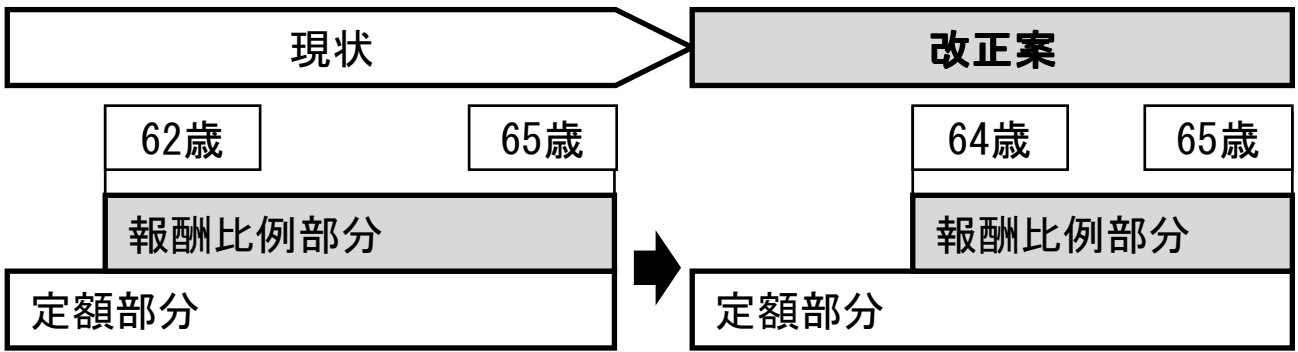 現状
改正案
62歳
65歳
64歳
65歳
報酬比例部分
報酬比例部分
定額部分
定額部分